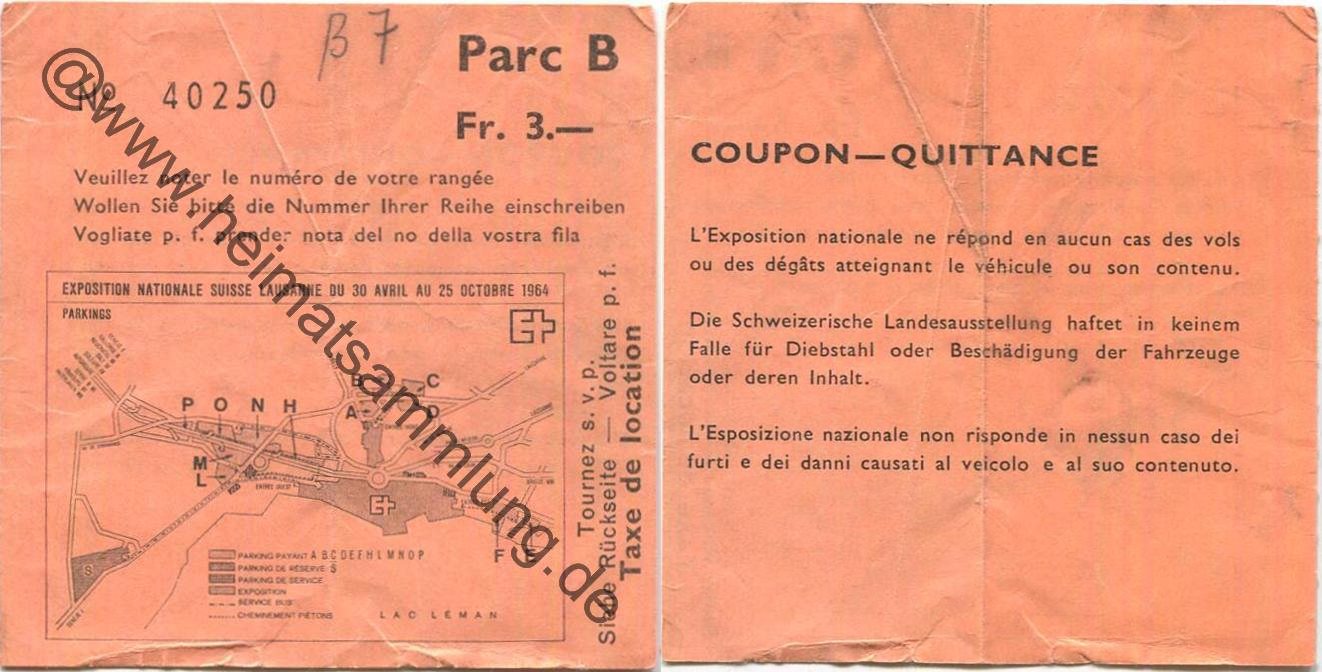 B 7
Parc B
No 40250
Fr. 3.—
Veuillez noter le numéro de votre rangée
Wollen Sie bitte die Nummer Ihrer Reihe einschreiben
Vogliate p. f. prender nota del no della vostra fila
EXPOSITION NATIONALE SUISSE LAUSANNE DU 30 AVRIL AU 25 OCTOBRE 1964
PARKINGS
B C
A D
P O N H
M
L
ENTRÉE OUEST
F E
S
PARKING PAYANT A B C D E F H L M N O P
PARKING DE RÉSERVE S
PARKING DE SERVICE
EXPOSITION
SERVICE BUS
CHEMINEMENT PIÉTONS
LAC LÉMAN
Tournez s. v. p.
Siehe Rückseite — Voltare p. f.
Taxe de location
@www.heimatsammlung.de
COUPON—QUITTANCE
L'Exposition nationale ne répond en aucun cas des vols
ou des dégâts atteignant le véhicule ou son contenu.
Die Schweizerische Landesausstellung haftet in keinem
Falle für Diebstahl oder Beschädigung der Fahrzeuge
oder deren Inhalt.
L'Esposizione nazionale non risponde in nessun caso dei
furti e dei danni causati al veicolo e al suo contenuto.